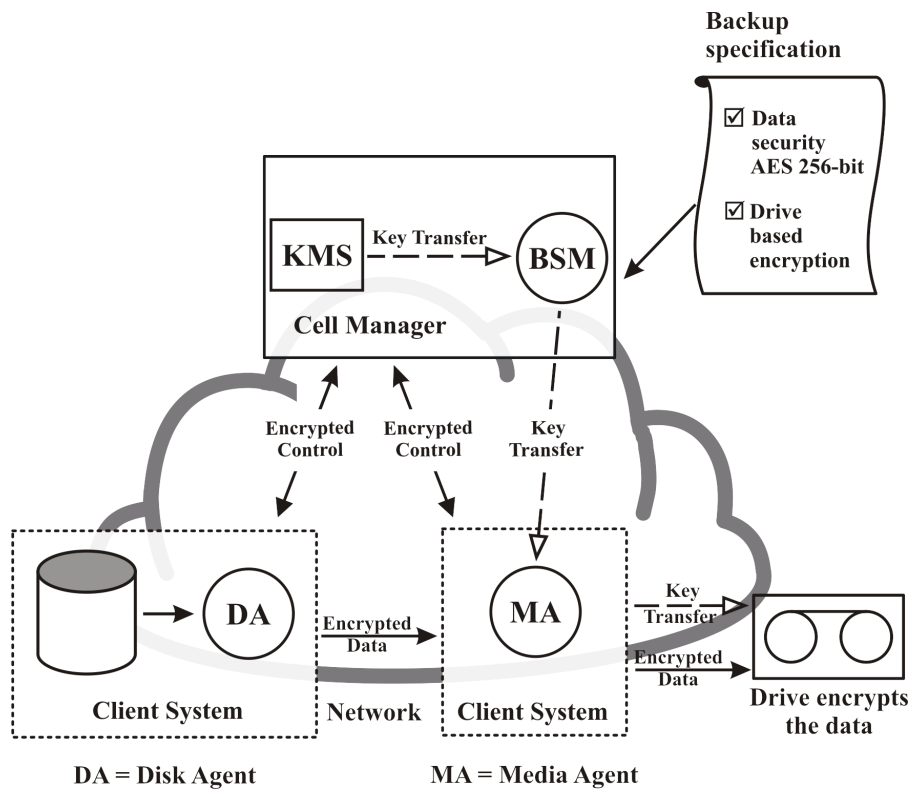 Backup
specification
Data
security
AES 256-bit
Drive
based
encryption
KMS
Key Transfer
BSM
Cell Manager
Encrypted
Control
Encrypted
Control
Key
Transfer
DA
Encrypted
Data
MA
Key
Transfer
Encrypted
Data
Client System
Network
Client System
Drive encrypts
the data
DA = Disk Agent
MA = Media Agent